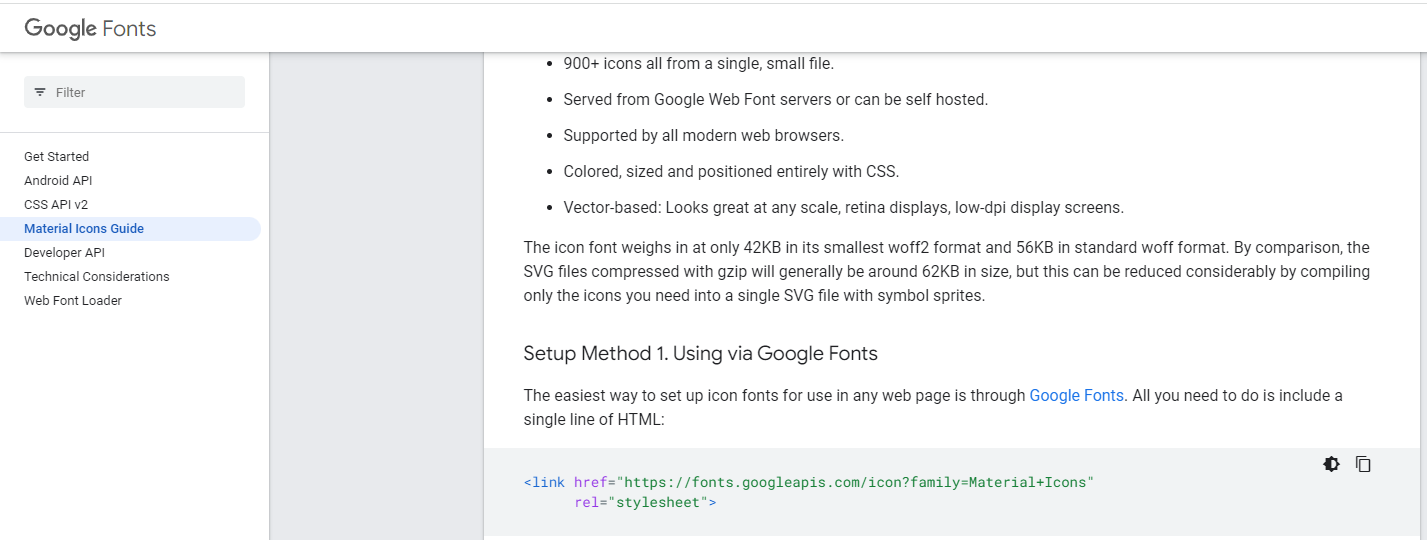 Google Fonts
Filter
Get Started
Android API
CSS API v2
Material Icons Guide
Developer API
Technical Considerations
Web Font Loader
• 900+ icons all from a single, small file.
• Served from Google Web Font servers or can be self hosted.
• Supported by all modern web browsers.
• Colored, sized and positioned entirely with CSS.
• Vector-based: Looks great at any scale, retina displays, low-dpi display screens.
The icon font weighs in at only 42KB in its smallest woff2 format and 56KB in standard woff format. By comparison, the
SVG files compressed with gzip will generally be around 62KB in size, but this can be reduced considerably by compiling
only the icons you need into a single SVG file with symbol sprites.
Setup Method 1. Using via Google Fonts
The easiest way to set up icon fonts for use in any web page is through Google Fonts. All you need to do is include a
single line of HTML:
<link href="https://fonts.googleapis.com/icon?family=Material+Icons"
      rel="stylesheet">